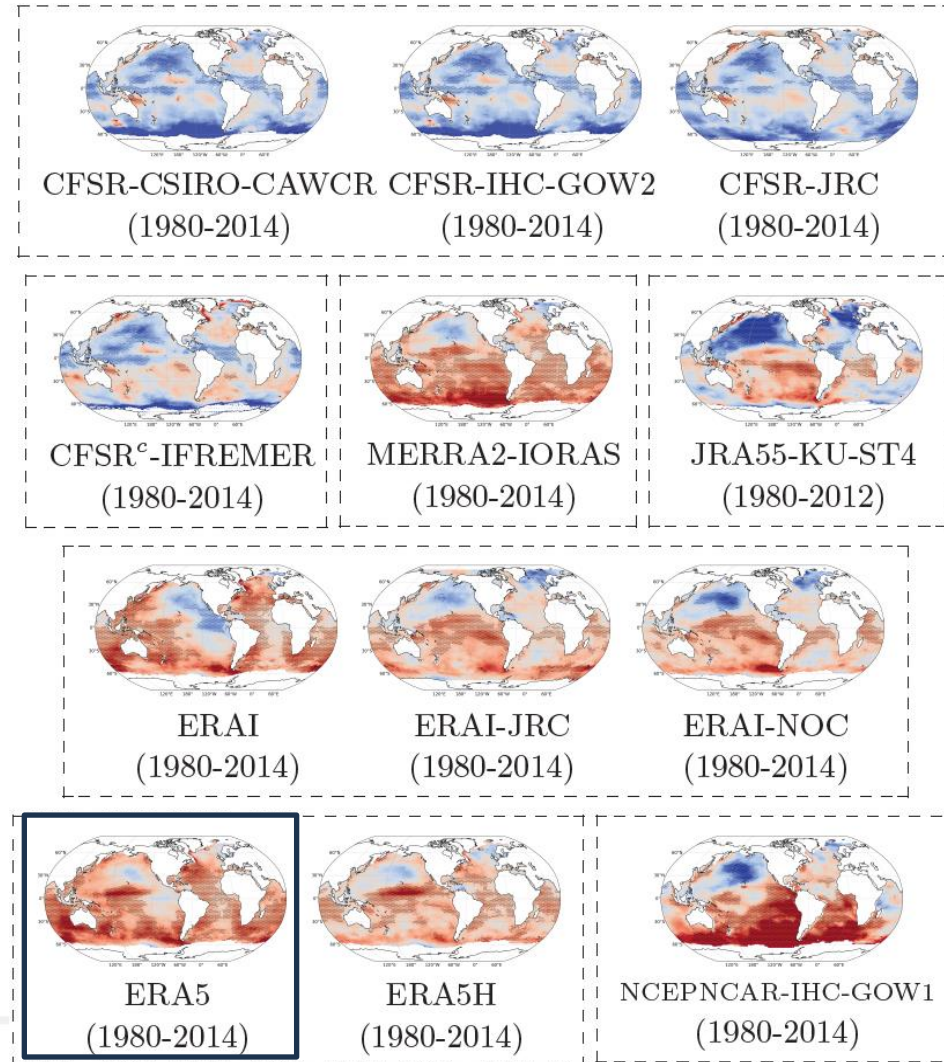 CFSR-CSIRO-CAWCR CFSR-IHC-GOW2 CFSR-JRC
(1980-2014) (1980-2014) (1980-2014)
CFSRᶜ-IFREMER MERRA2-IORAS JRA55-KU-ST4
(1980-2014) (1980-2014) (1980-2012)
ERAI ERAI-JRC ERAI-NOC
(1980-2014) (1980-2014) (1980-2014)
ERA5 ERA5H NCEPNCAR-IHC-GOW1
(1980-2014) (1980-2014) (1980-2014)